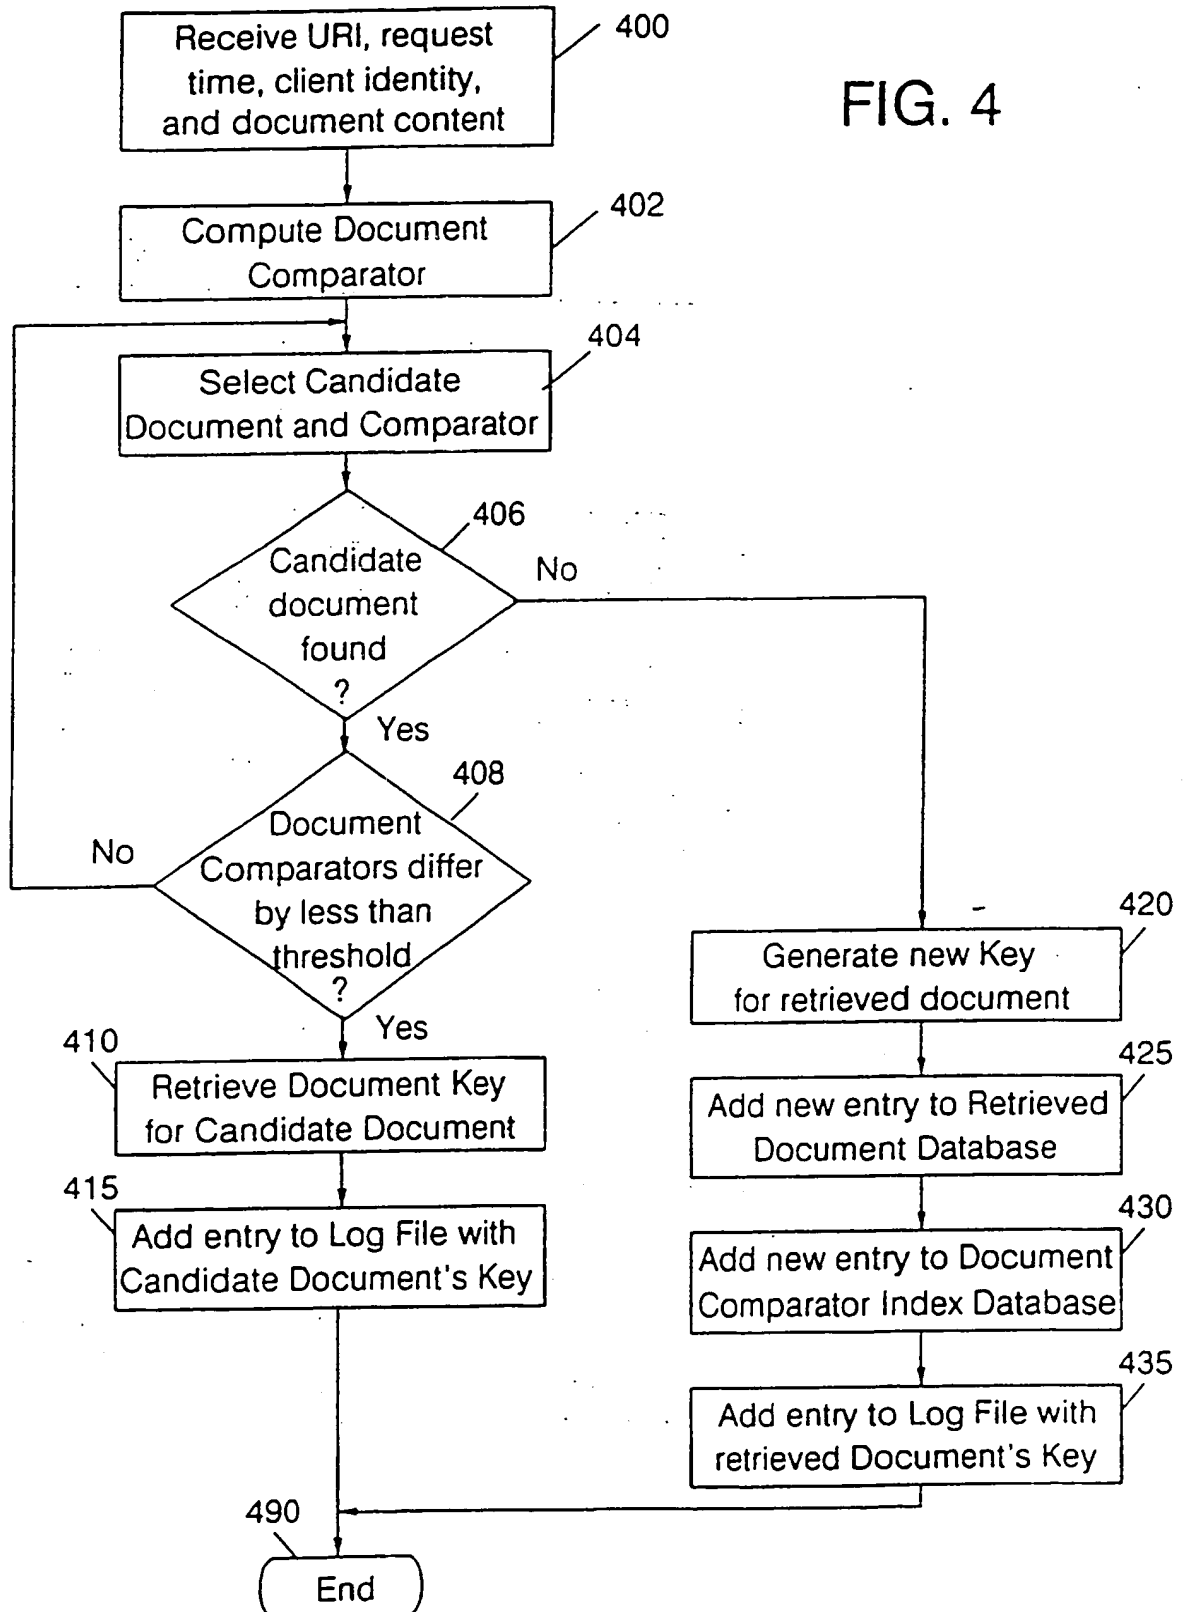 Receive URI, request
time, client identity,
and document content
400
FIG. 4
Compute Document
Comparator
402
Select Candidate
Document and Comparator
404
Candidate
document
found
?
406
No
Yes
Document
Comparators differ
by less than
threshold
?
408
No
Yes
410
Retrieve Document Key
for Candidate Document
415
Add entry to Log File with
Candidate Document's Key
Generate new Key
for retrieved document
420
Add new entry to Retrieved
Document Database
425
Add new entry to Document
Comparator Index Database
430
Add entry to Log File with
retrieved Document's Key
435
490
End